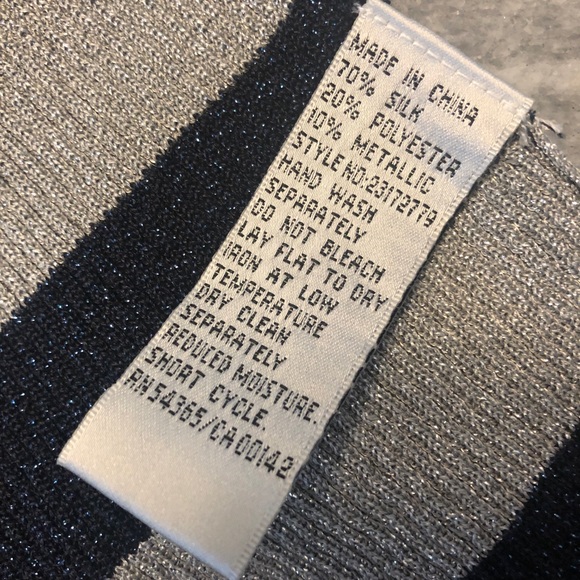 MADE IN CHINA
70% SILK
20% POLYESTER
10% METALLIC
STYLE NO:23172779
HAND WASH
SEPARATELY
DO NOT BLEACH
LAY FLAT TO DRY
IRON AT LOW
TEMPERATURE
DRY CLEAN
SEPARATELY
REDUCED MOISTURE.
SHORT CYCLE.
RN54365/CA00142